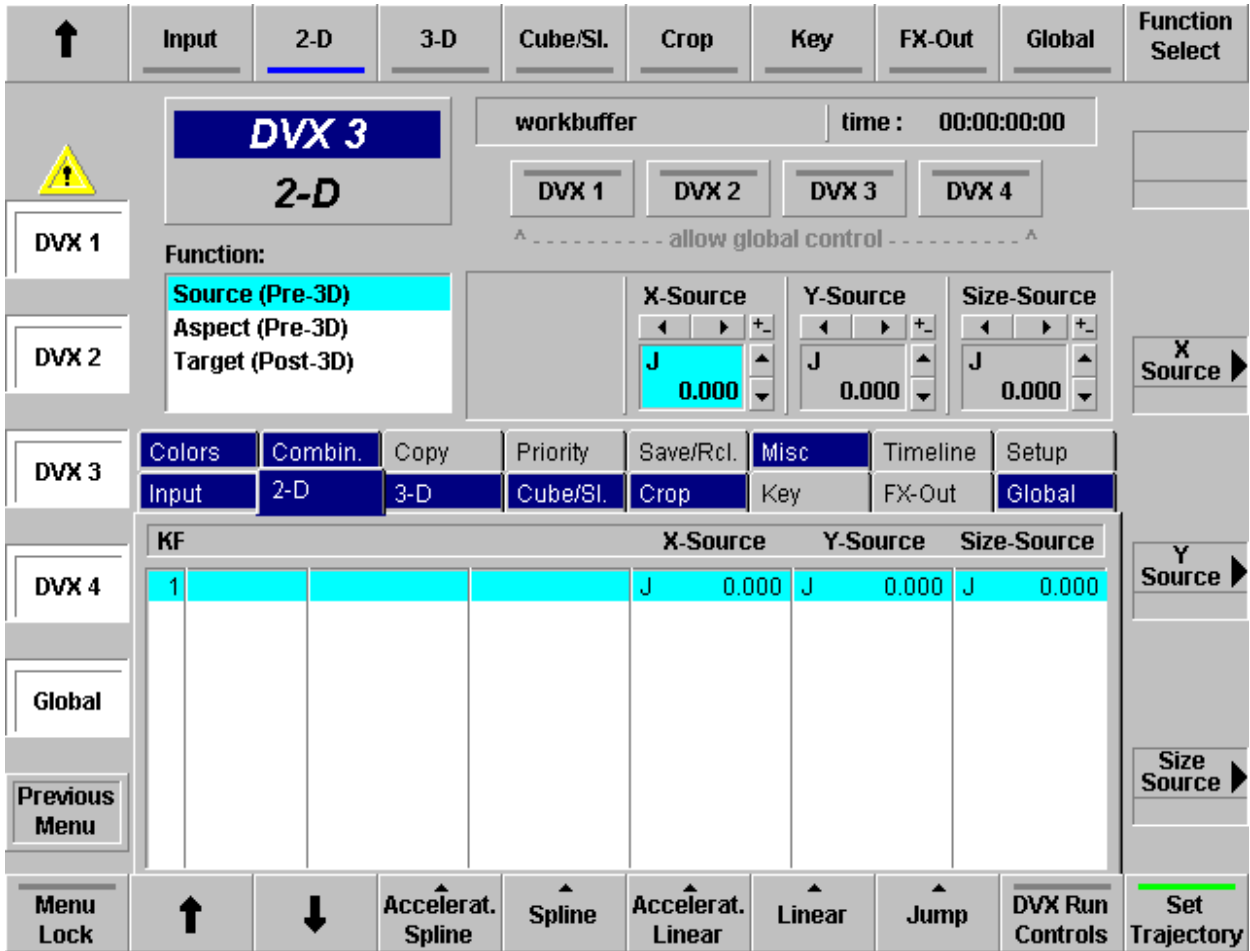 Input 2-D 3-D Cube/Sl. Crop Key FX-Out Global Function Select
DVX 3
2-D
workbuffer time : 00:00:00:00
DVX 1 DVX 2 DVX 3 DVX 4
^ - - - - - - - - - - allow global control - - - - - - - - - - ^
DVX 1
DVX 2
DVX 3
DVX 4
Global
Previous
Menu
Function:
Source (Pre-3D)
Aspect (Pre-3D)
Target (Post-3D)
X-Source Y-Source Size-Source
+- +- +-
J J J
0.000 0.000 0.000
X
Source
Y
Source
Size
Source
Colors Combin. Copy Priority Save/Rcl. Misc Timeline Setup
Input 2-D 3-D Cube/Sl. Crop Key FX-Out Global
KF X-Source Y-Source Size-Source
1 J 0.000 J 0.000 J 0.000
Menu Lock Accelerat. Spline Spline Accelerat. Linear Linear Jump DVX Run Controls Set Trajectory